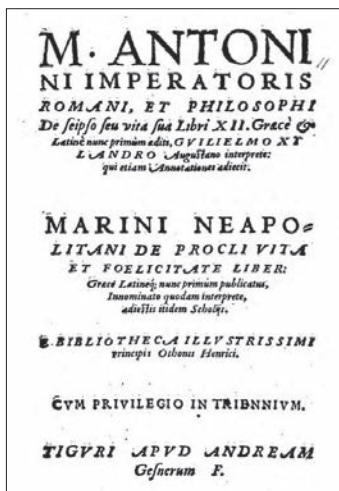 M. ANTONI
NI IMPERATORIS
ROMANI, ET PHILOSOPHI
De seipso seu vita sua Libri XII. Græcè &
Latinè nunc primùm editi, GVILIELMO XY
LANDRO Augustano interprete:
qui etiam Annotationes adiecit.
MARINI NEAPO=
LITANI DE PROCLI VITA
ET FOELICITATE LIBER:
Græcè Latineq́; nunc primùm publicatus,
Innominato quodam interprete,
adiectis itidem Scholijs.
E BIBLIOTHECA ILLVSTRISSIMI
principis Othonis Henrici.
CVM PRIVILEGIO IN TRIENNIVM.
TIGVRI APVD ANDREAM
Gesnerum F.